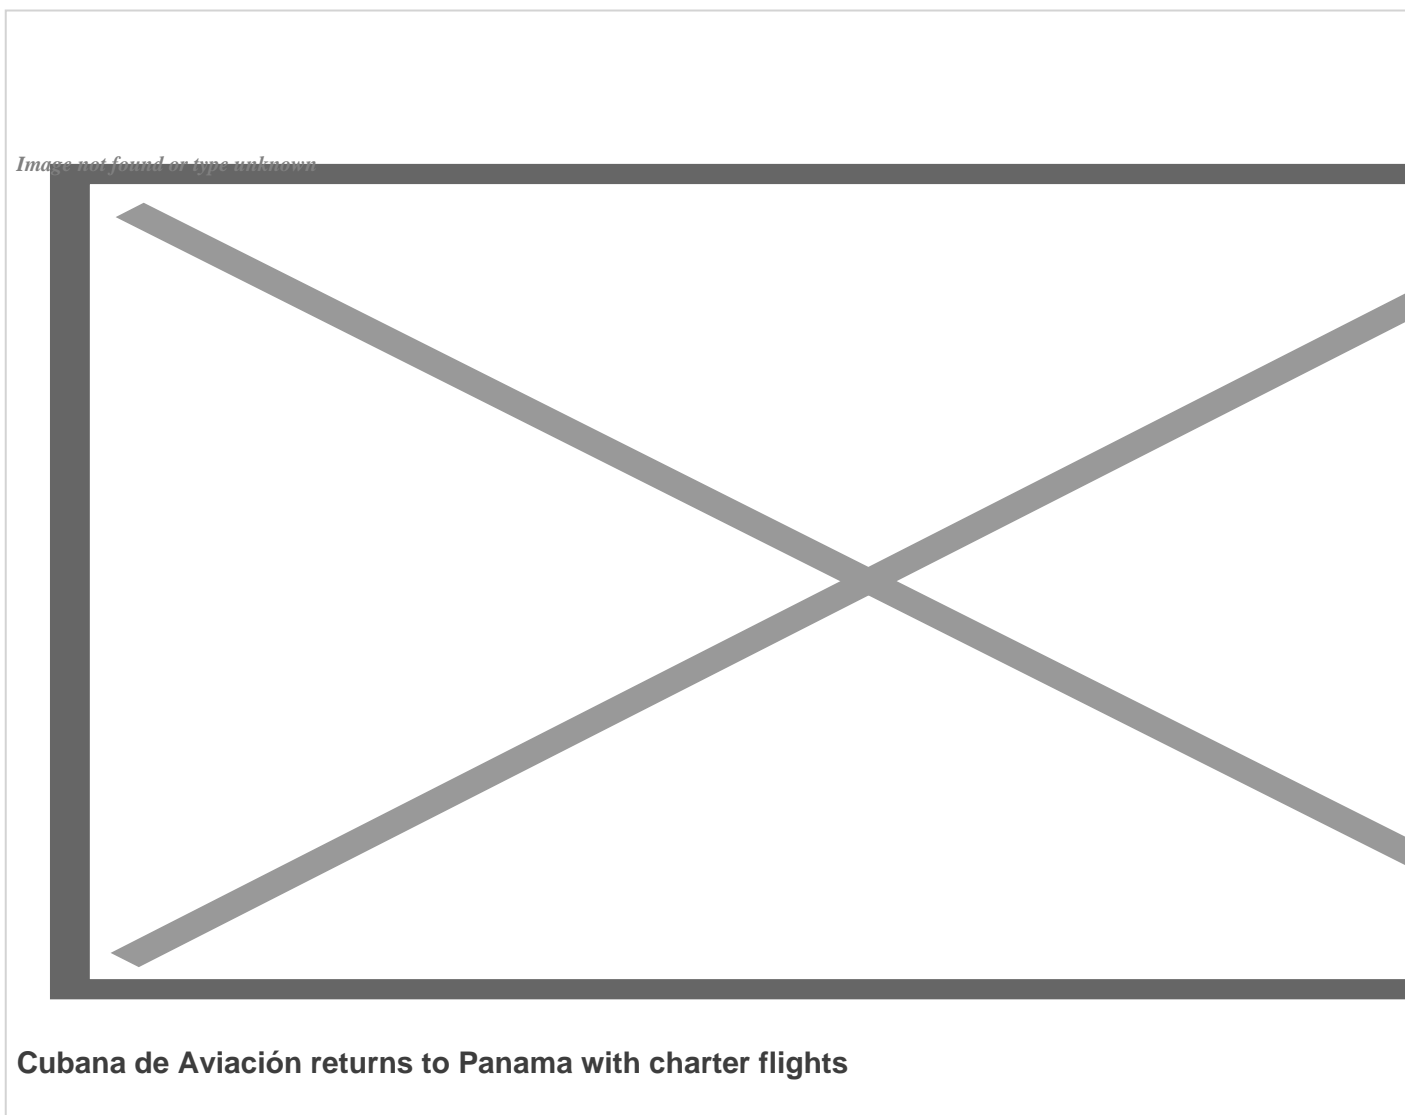 Image not found or type unknown
Cubana de Aviación returns to Panama with charter flights